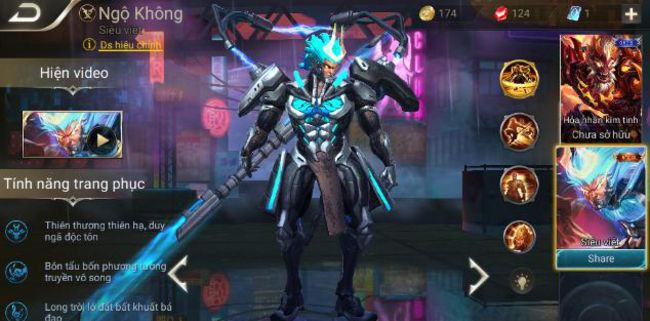 Ngộ Không
Siêu việt
Ds hiệu chỉnh
174
124
1
Hiện video
Tính năng trang phục
Thiên thượng thiên hạ, duy
ngã độc tôn
Bôn tẩu bốn phương tướng
truyền vô song
Long trời lở đất bất khuất bá
đạo
Hỏa nhãn kim tinh
Chưa sở hữu
Siêu việt
Share